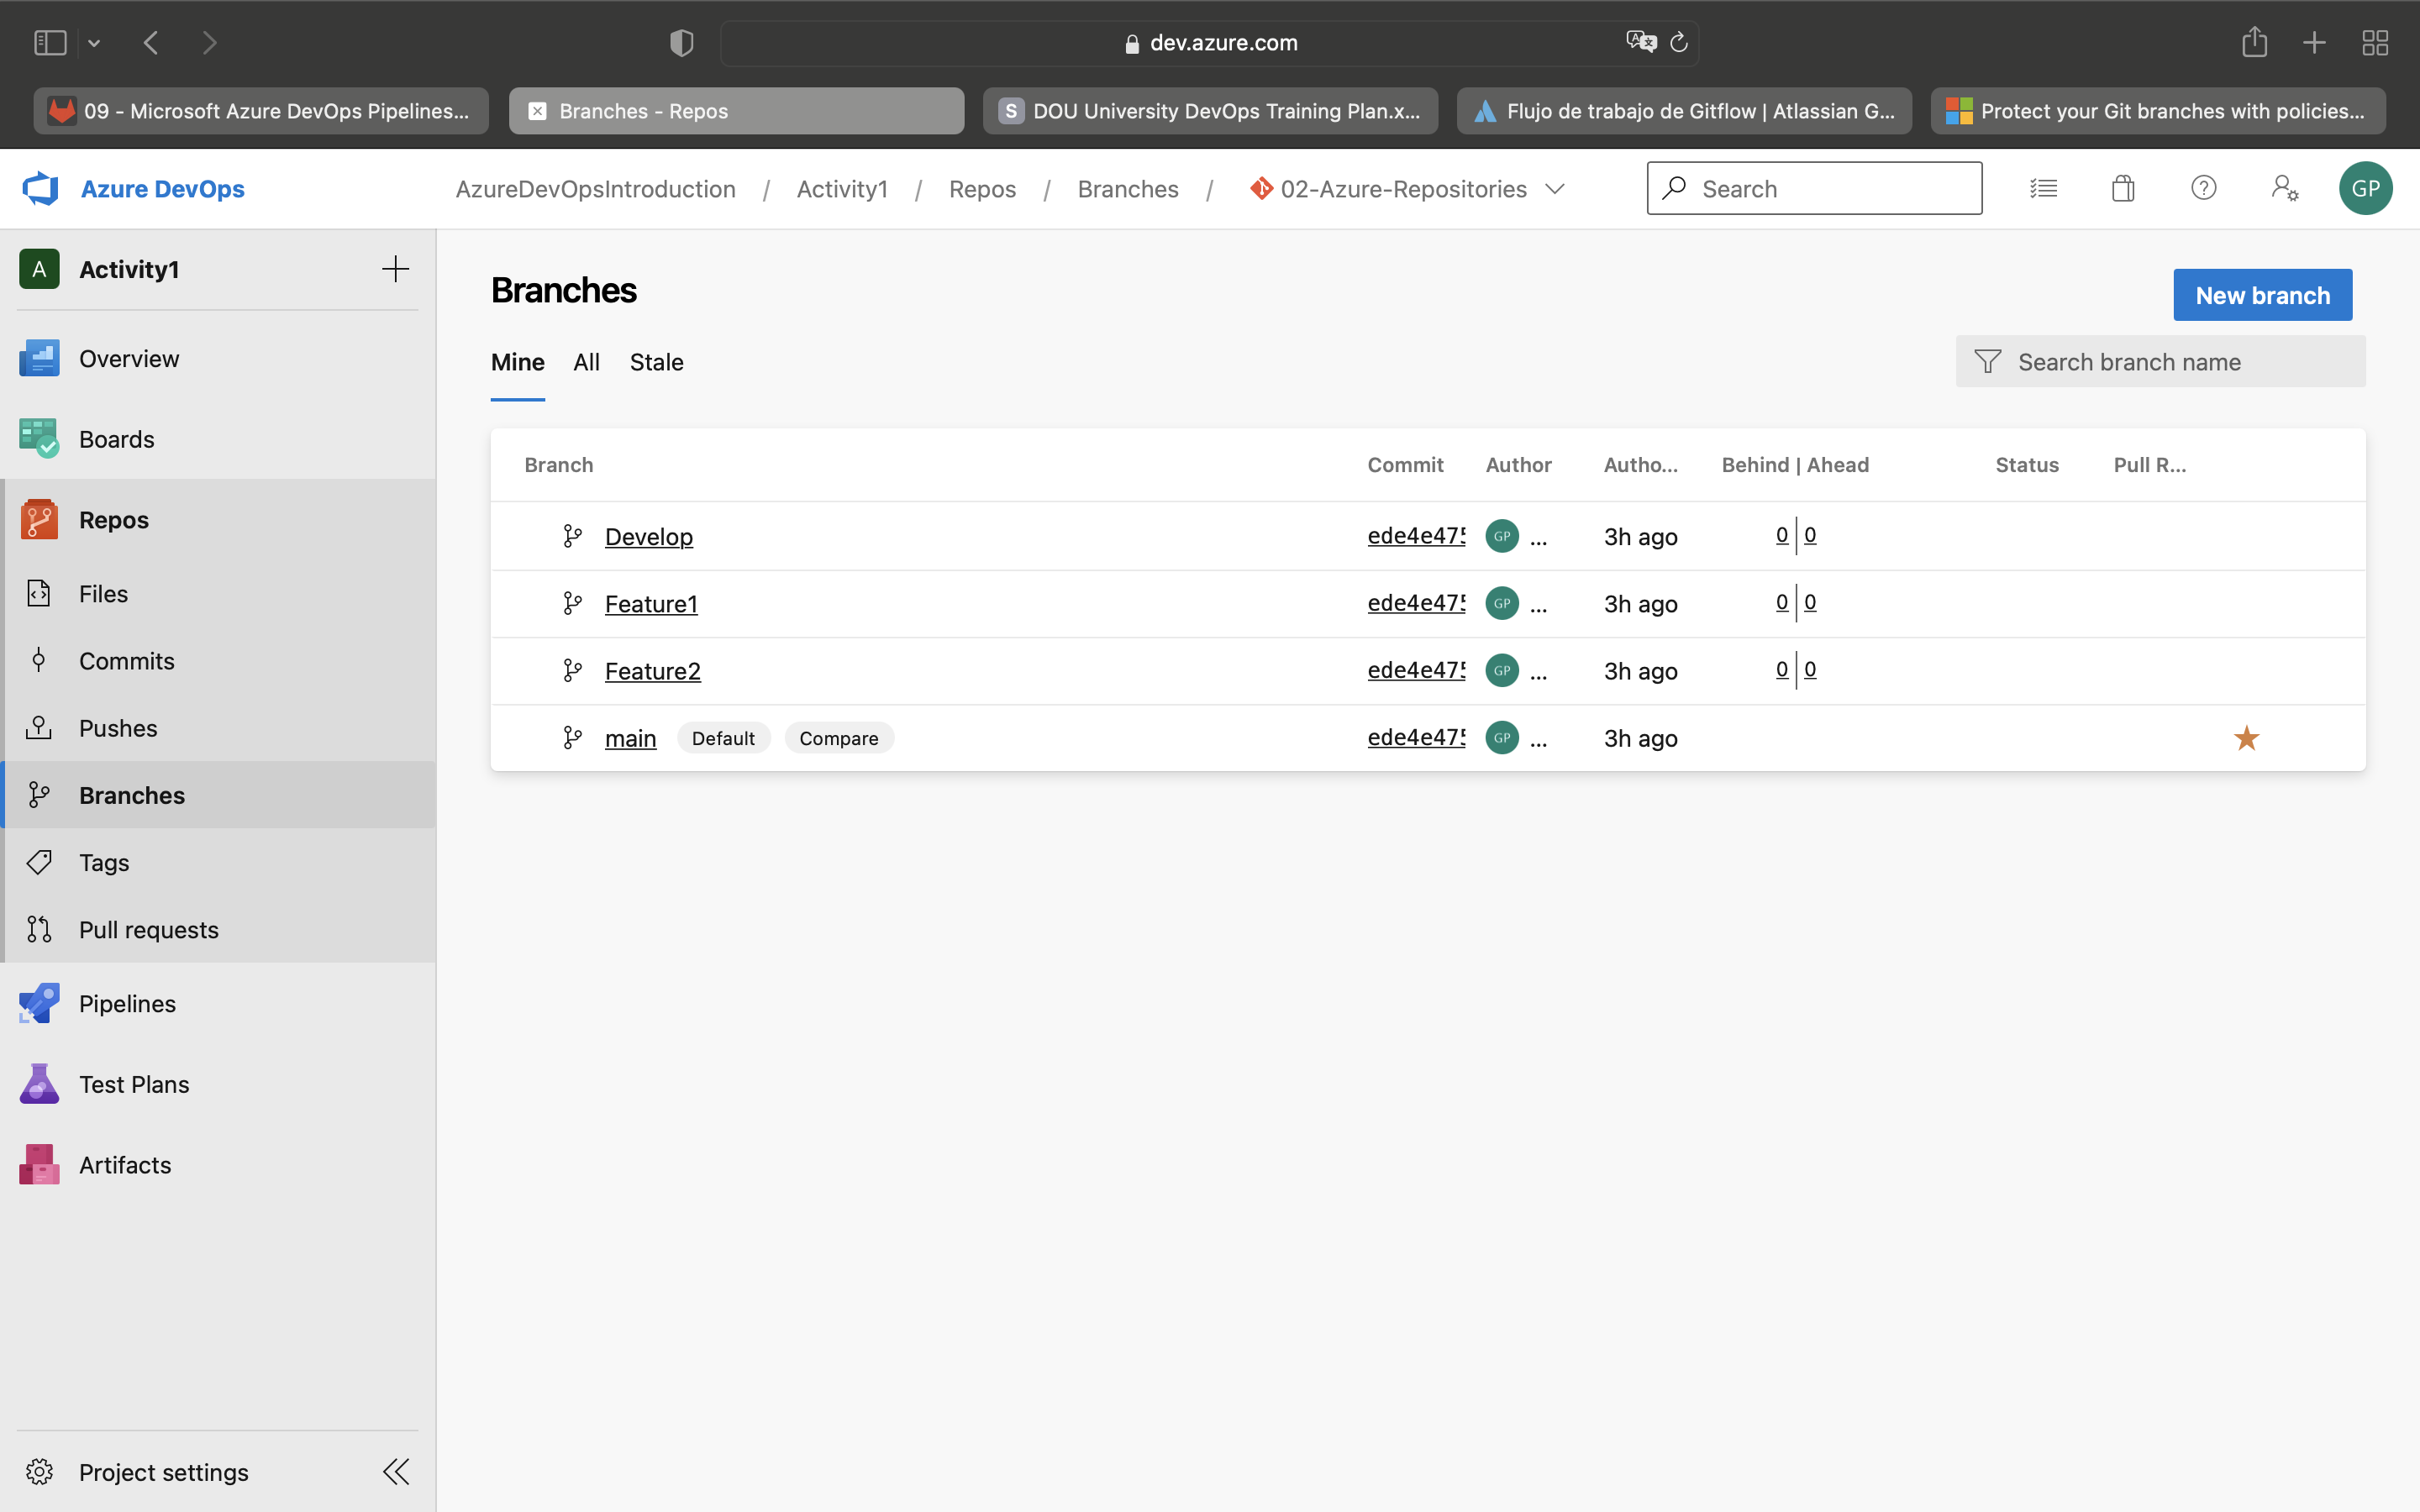 dev.azure.com
09 - Microsoft Azure DevOps Pipelines...
Branches - Repos
S DOU University DevOps Training Plan.x...
Flujo de trabajo de Gitflow | Atlassian G...
Protect your Git branches with policies...
Azure DevOps
AzureDevOpsIntroduction / Activity1 / Repos / Branches / 02-Azure-Repositories
Search
GP
A Activity1
Overview
Boards
Repos
Files
Commits
Pushes
Branches
Tags
Pull requests
Pipelines
Test Plans
Artifacts
Project settings
Branches
New branch
Mine All Stale
Search branch name
Branch Commit Author Autho... Behind | Ahead Status Pull R...
Develop ede4e475 GP ... 3h ago 0 | 0
Feature1 ede4e475 GP ... 3h ago 0 | 0
Feature2 ede4e475 GP ... 3h ago 0 | 0
main Default Compare ede4e475 GP ... 3h ago